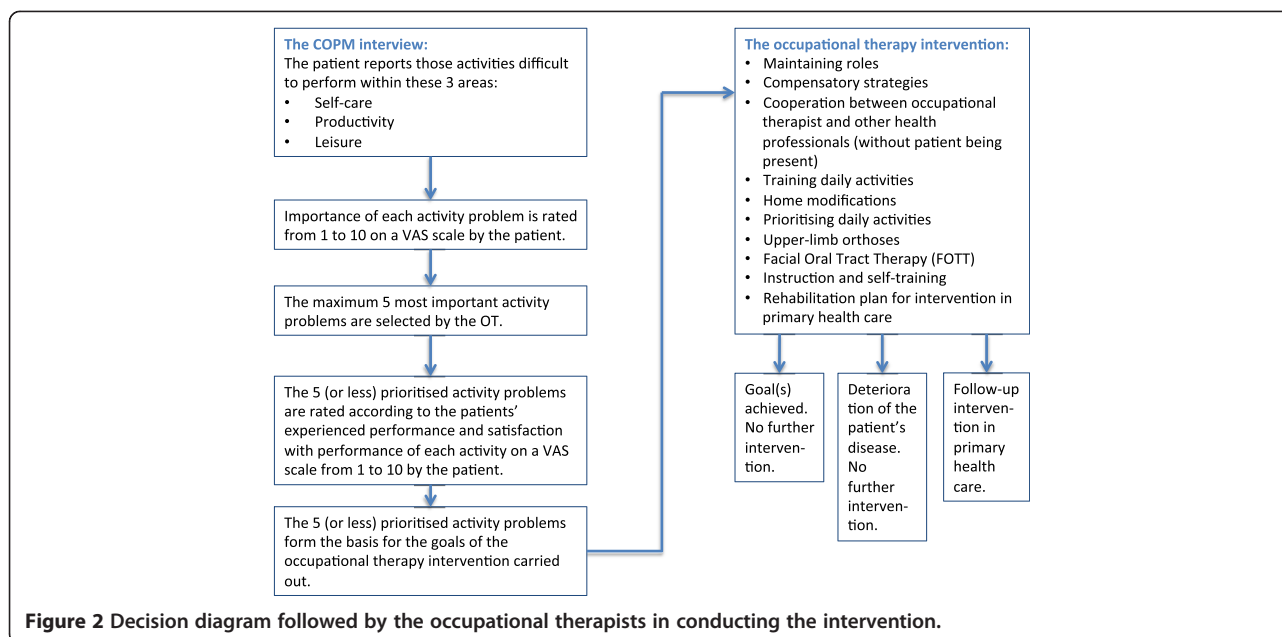 The COPM interview:
The patient reports those activities difficult
to perform within these 3 areas:
• Self-care
• Productivity
• Leisure
Importance of each activity problem is rated
from 1 to 10 on a VAS scale by the patient.
The maximum 5 most important activity
problems are selected by the OT.
The 5 (or less) prioritised activity problems
are rated according to the patients'
experienced performance and satisfaction
with performance of each activity on a VAS
scale from 1 to 10 by the patient.
The 5 (or less) prioritised activity problems
form the basis for the goals of the
occupational therapy intervention carried
out.
The occupational therapy intervention:
• Maintaining roles
• Compensatory strategies
• Cooperation between occupational
therapist and other health
professionals (without patient being
present)
• Training daily activities
• Home modifications
• Prioritising daily activities
• Upper-limb orthoses
• Facial Oral Tract Therapy (FOTT)
• Instruction and self-training
• Rehabilitation plan for intervention in
primary health care
Goal(s)
achieved.
No further
interven-
tion.
Deteriora
tion of the
patient's
disease.
No
further
interven-
tion.
Follow-up
interven-
tion in
primary
health
care.
Figure 2 Decision diagram followed by the occupational therapists in conducting the intervention.